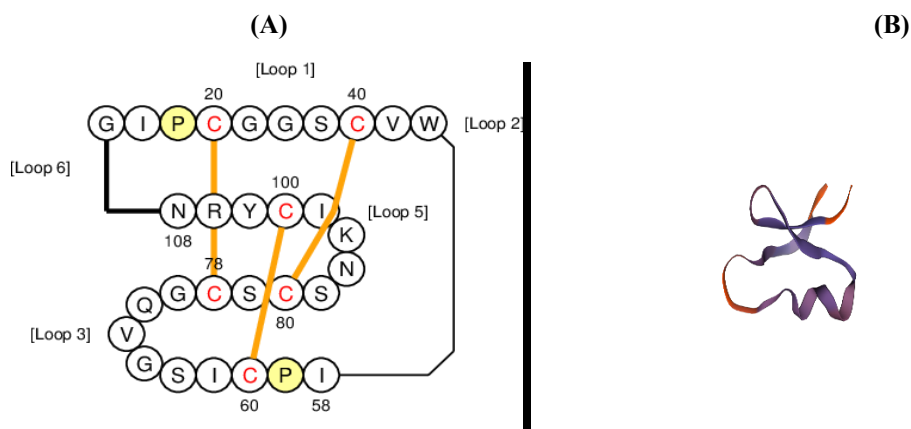 (A) (B)
[Loop 1]
20 40
G I P C G G S C V W [Loop 2]
[Loop 6]
100
N R Y C I [Loop 5]
108
K
78
N
Q G C S C S
80
V
[Loop 3]
G S I C P I
60 58